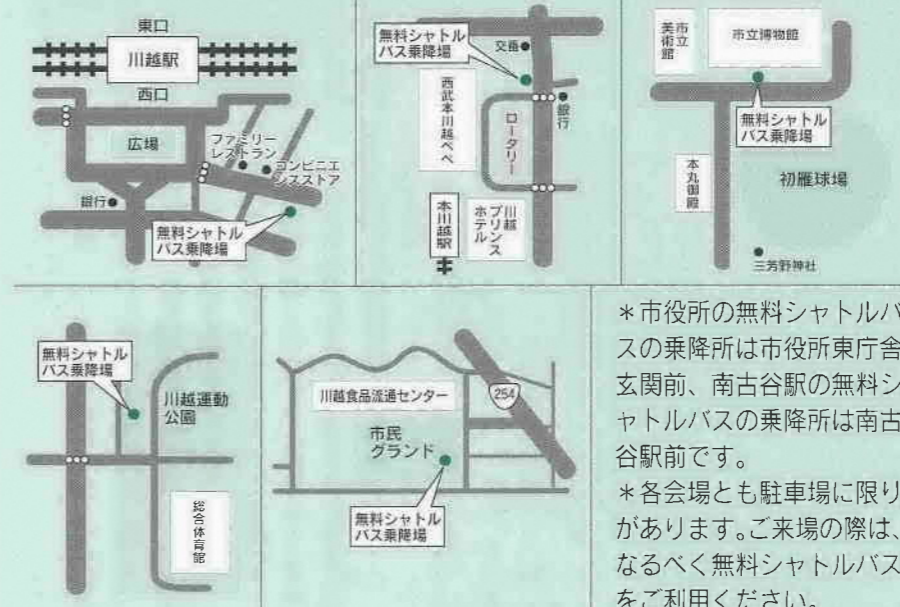 東口
川越駅
西口
広場
ファミリー
レストラン
コンビニエ
ンスストア
銀行
無料シャトル
バス乗降場
無料シャトル
バス乗降場
交番
西武本川越ペペ
ロータリー
銀行
本川越駅
川越
プリンス
ホテル
市立
美術館
市立博物館
無料シャトル
バス乗降場
本丸御殿
初雁球場
三芳野神社
無料シャトル
バス乗降場
川越運動
公園
総合体育館
川越食品流通センター
254
市民
グランド
無料シャトル
バス乗降場
*市役所の無料シャトルバ
スの乗降所は市役所東庁舎
玄関前、南古谷駅の無料シ
ャトルバスの乗降所は南古
谷駅前です。
*各会場とも駐車場に限り
があります。ご来場の際は、
なるべく無料シャトルバス
をご利用ください。